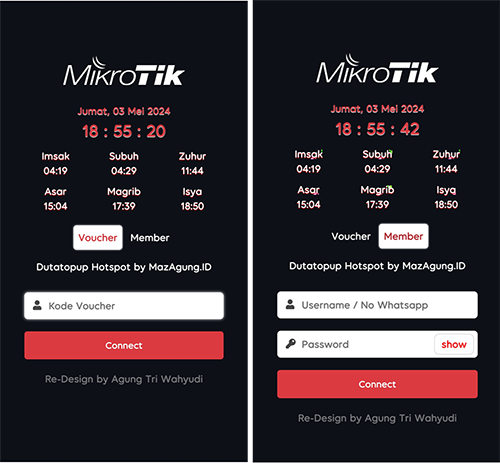 MikroTik
Jumat, 03 Mei 2024
18 : 55 : 20
Imsak Subuh Zuhur
04:19 04:29 11:44
Asar Magrib Isya
15:04 17:39 18:50
Voucher Member
Dutatopup Hotspot by MazAgung.ID
Kode Voucher
Connect
Re-Design by Agung Tri Wahyudi
MikroTik
Jumat, 03 Mei 2024
18 : 55 : 42
Imsak Subuh Zuhur
04:19 04:29 11:44
Asar Magrib Isya
15:04 17:39 18:50
Voucher Member
Dutatopup Hotspot by MazAgung.ID
Username / No Whatsapp
Password show
Connect
Re-Design by Agung Tri Wahyudi